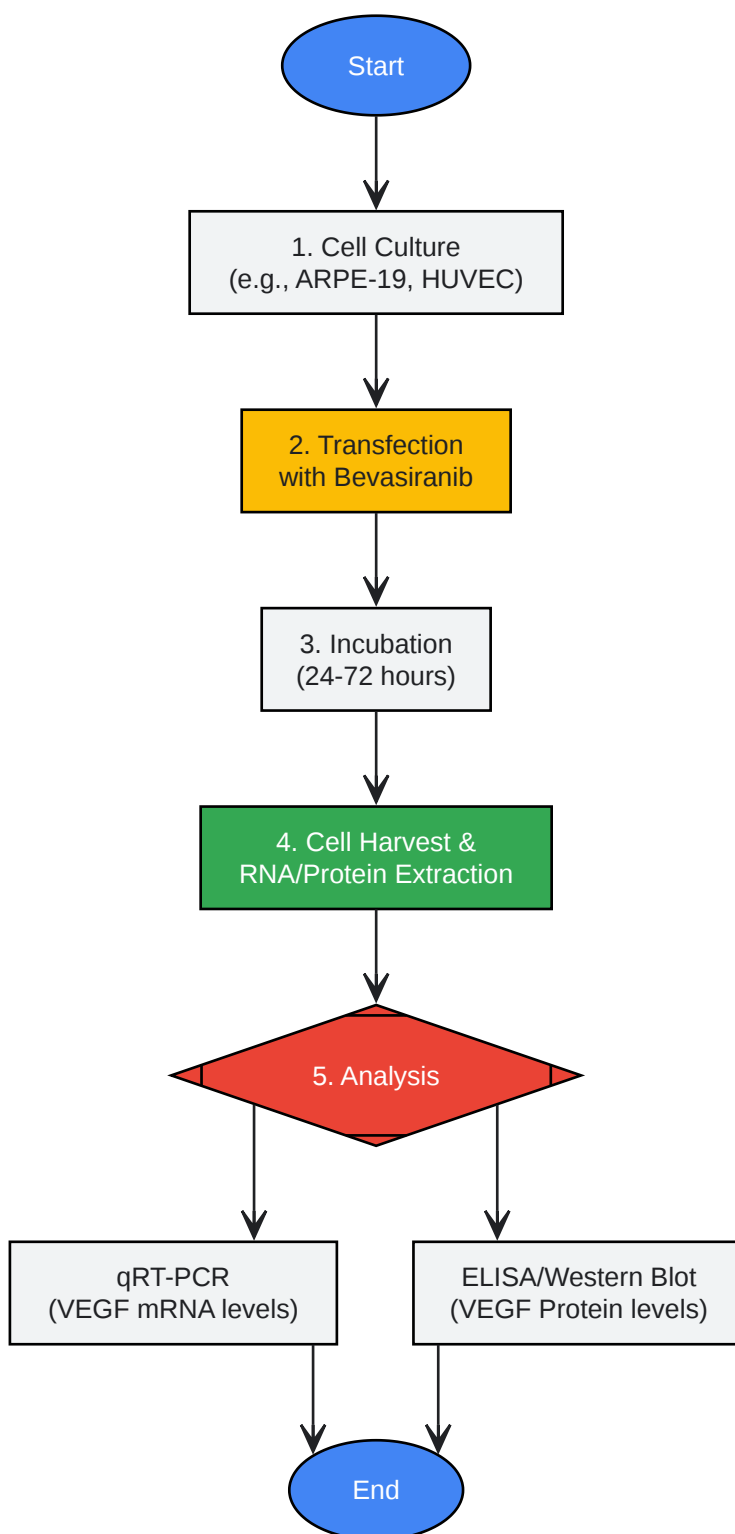 Start
1. Cell Culture
(e.g., ARPE-19, HUVEC)
2. Transfection
with Bevasiranib
3. Incubation
(24-72 hours)
4. Cell Harvest &
RNA/Protein Extraction
5. Analysis
qRT-PCR
(VEGF mRNA levels)
ELISA/Western Blot
(VEGF Protein levels)
End